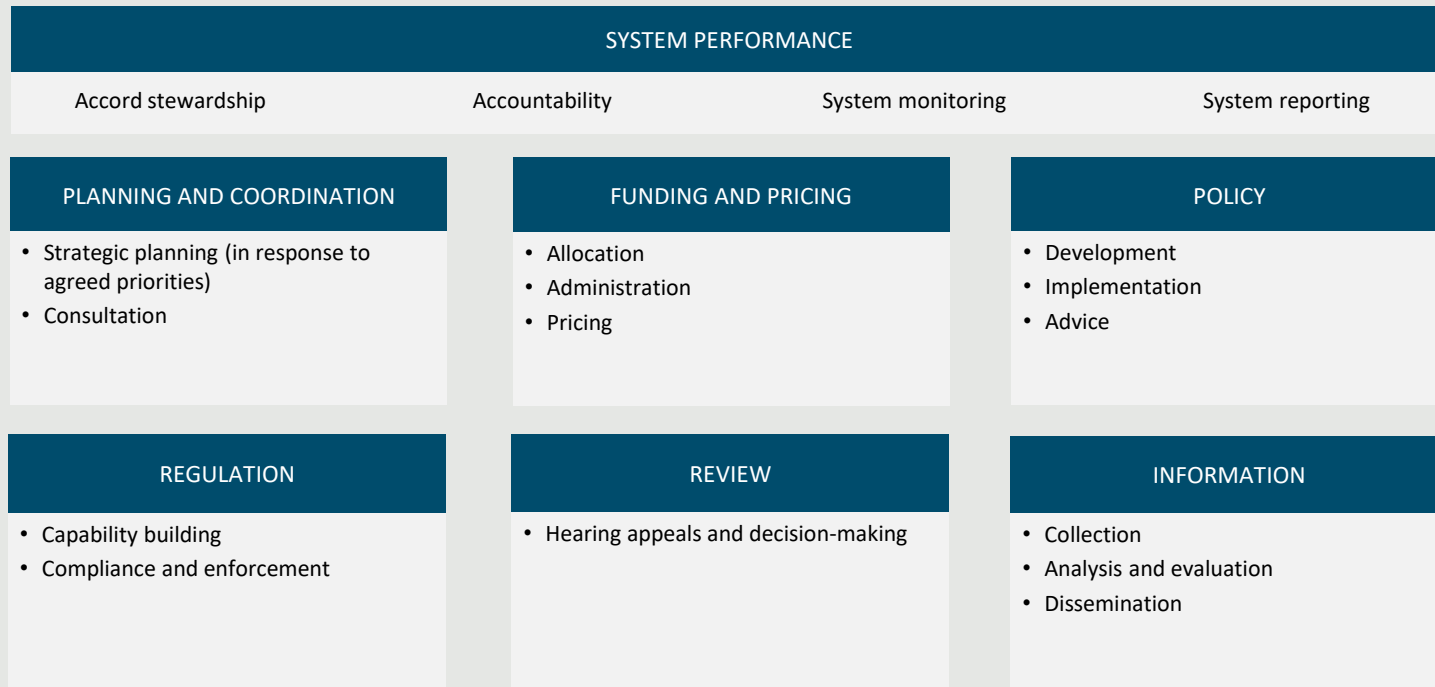 SYSTEM PERFORMANCE
Accord stewardship
Accountability
System monitoring
System reporting
PLANNING AND COORDINATION
• Strategic planning (in response to
agreed priorities)
• Consultation
FUNDING AND PRICING
• Allocation
• Administration
• Pricing
POLICY
• Development
• Implementation
• Advice
REGULATION
• Capability building
• Compliance and enforcement
REVIEW
• Hearing appeals and decision-making
INFORMATION
• Collection
• Analysis and evaluation
• Dissemination